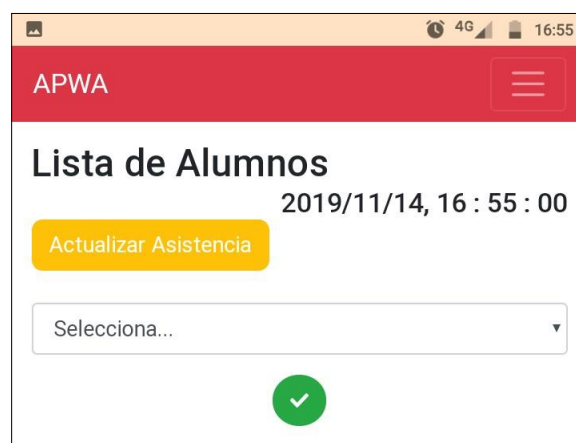 4G 16:55
APWA
Lista de Alumnos
2019/11/14, 16 : 55 : 00
Actualizar Asistencia
Selecciona...